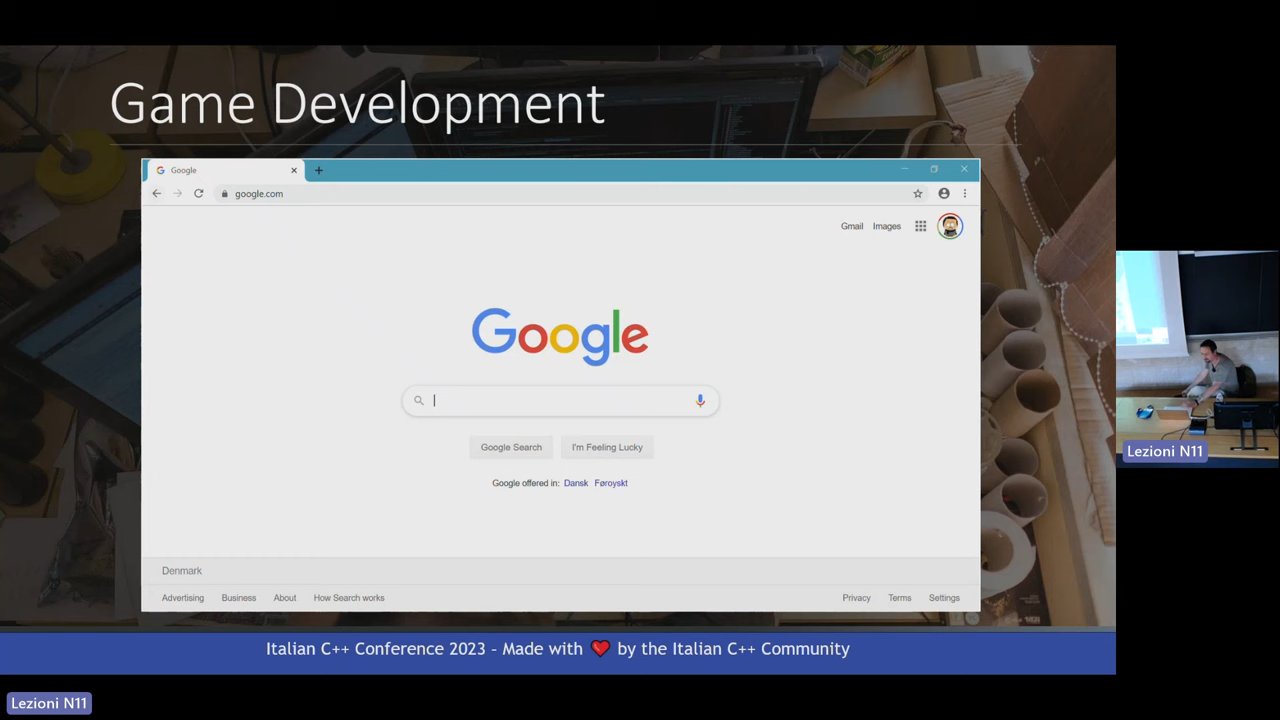 Game Development
Google
google.com
Gmail Images
Google
Google Search I'm Feeling Lucky
Google offered in: Dansk Føroyskt
Denmark
Advertising Business About How Search works Privacy Terms Settings
Italian C++ Conference 2023 - Made with ❤ by the Italian C++ Community
Lezioni N11
Lezioni N11